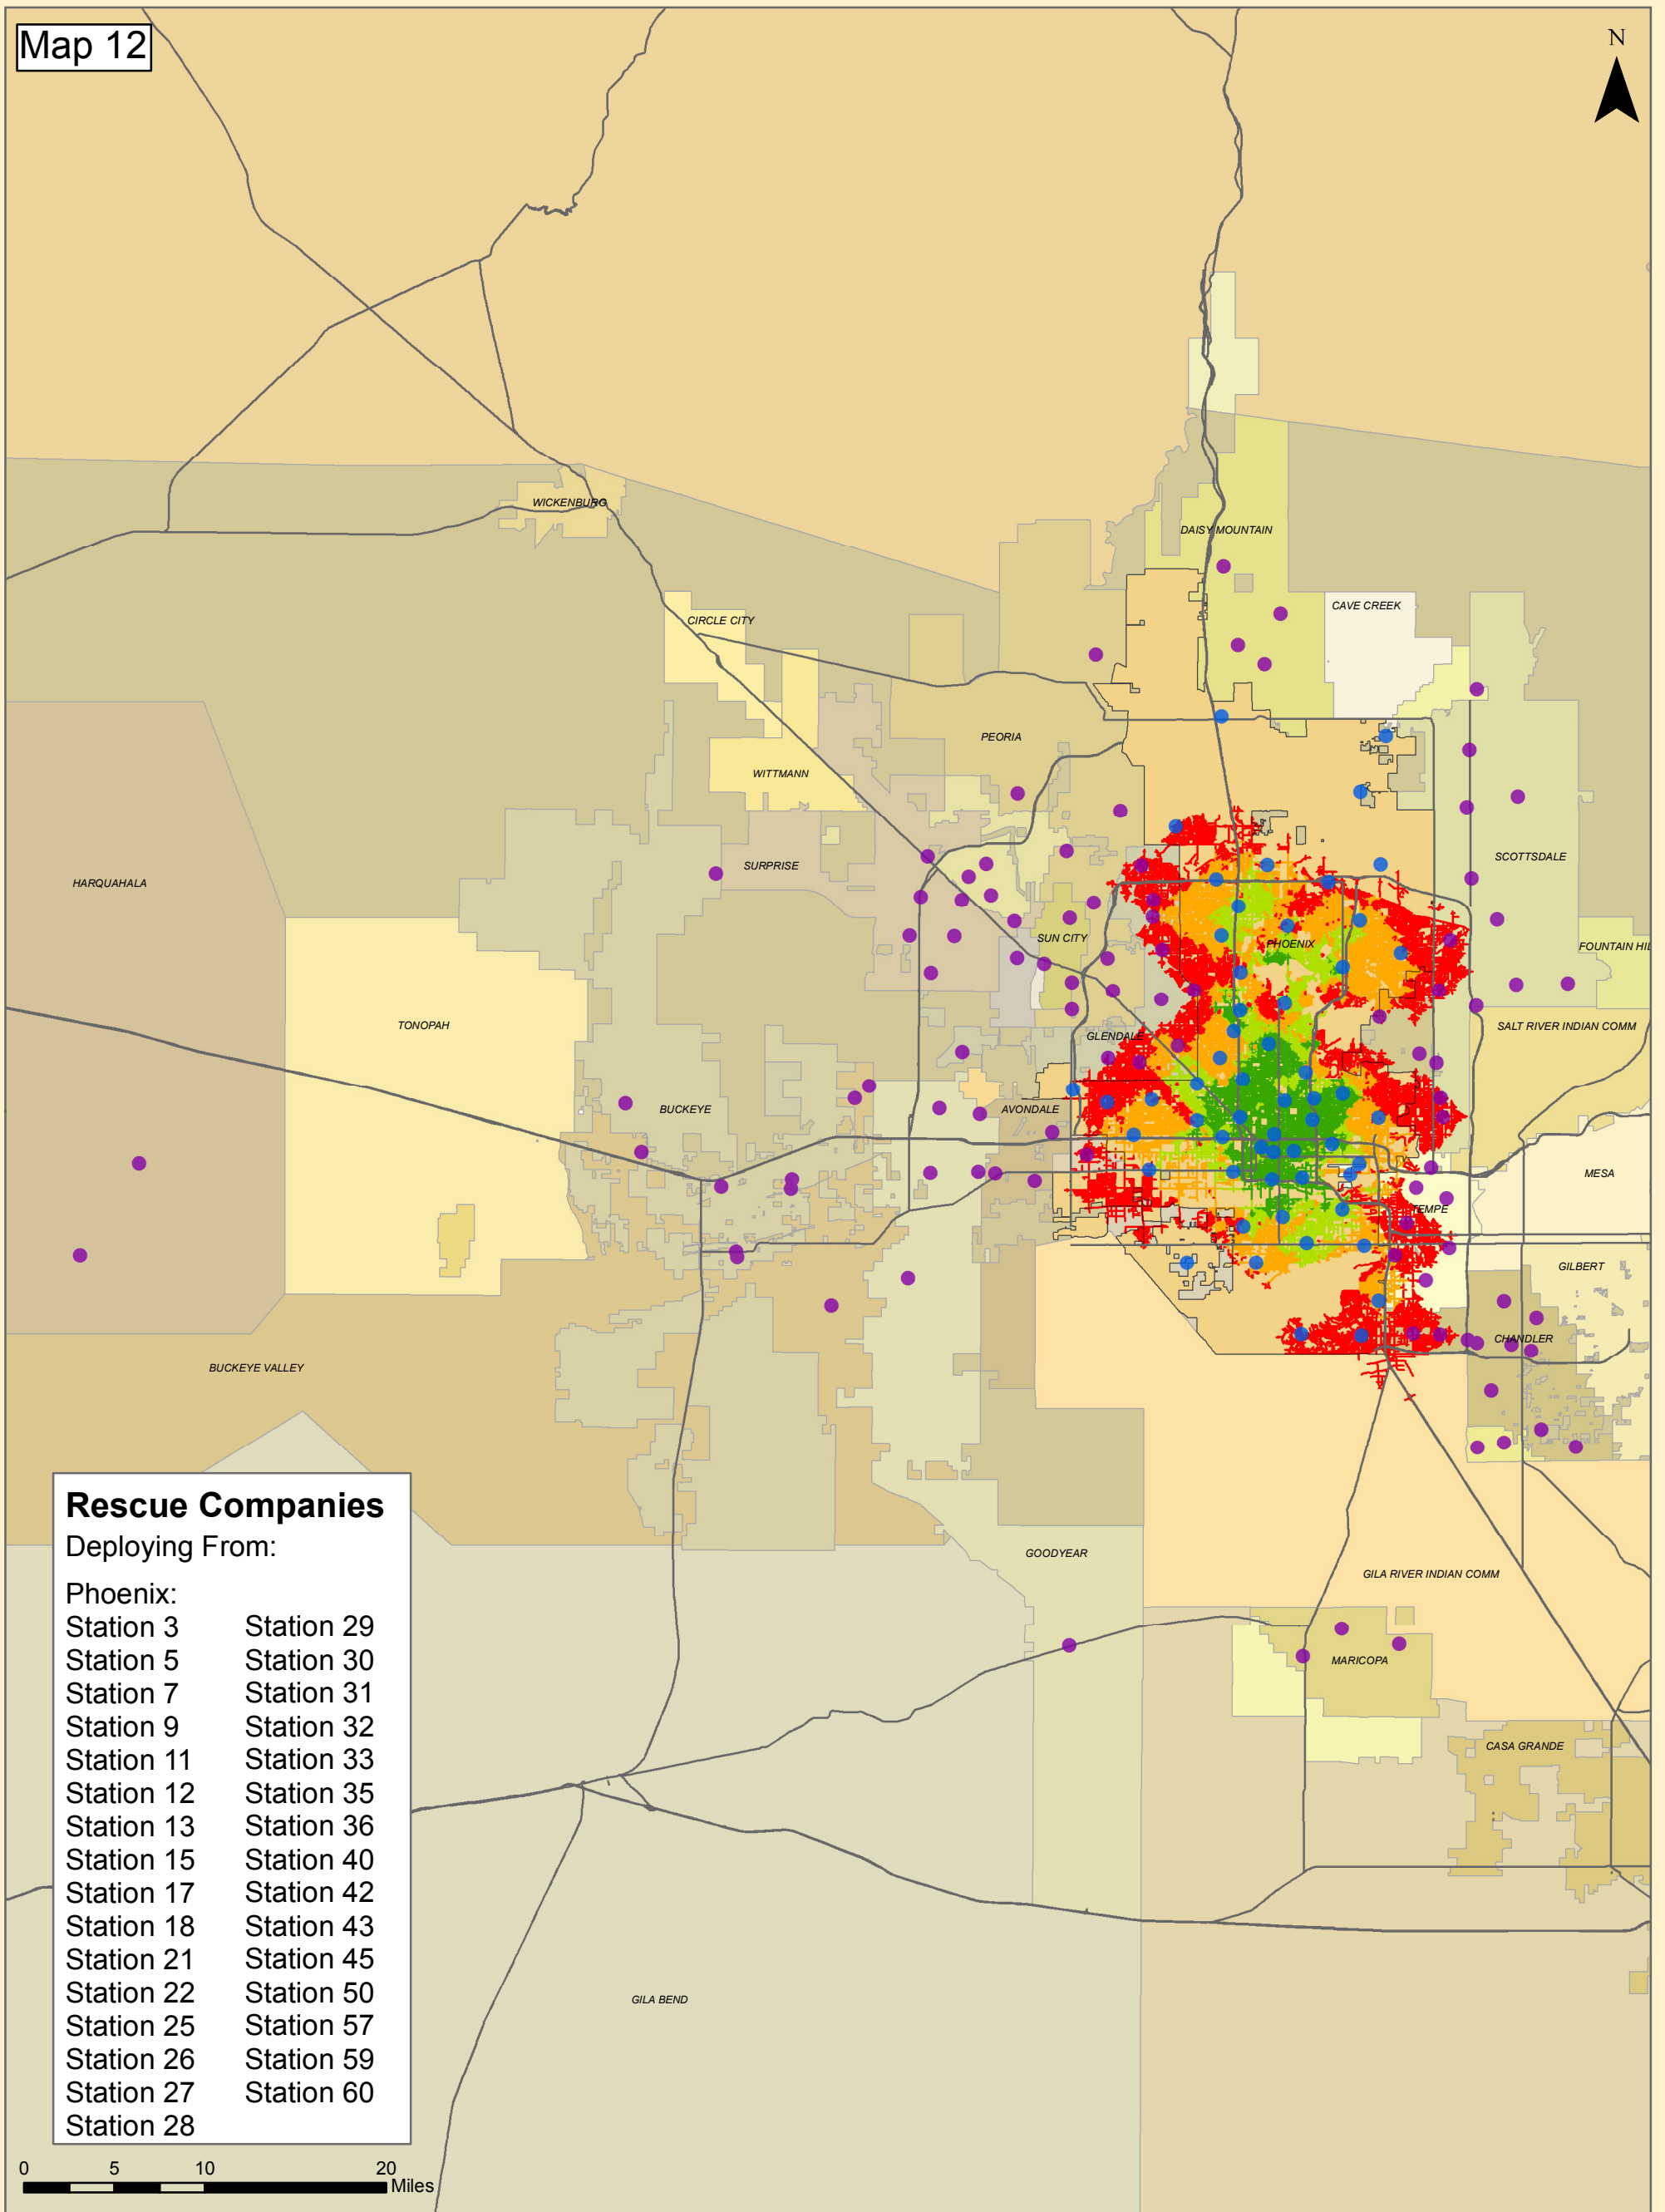 Map 12
N
WICKENBURG
DAISY MOUNTAIN
CAVE CREEK
CIRCLE CITY
PEORIA
WITTMANN
SCOTTSDALE
SURPRISE
HARQUAHALA
SUN CITY
PHOENIX
FOUNTAIN HIL
TONOPAH
SALT RIVER INDIAN COMM
GLENDALE
BUCKEYE
AVONDALE
MESA
TEMPE
GILBERT
CHANDLER
BUCKEYE VALLEY
GOODYEAR
GILA RIVER INDIAN COMM
MARICOPA
CASA GRANDE
GILA BEND
Rescue Companies
Deploying From:
Phoenix:
Station 3 Station 29
Station 5 Station 30
Station 7 Station 31
Station 9 Station 32
Station 11 Station 33
Station 12 Station 35
Station 13 Station 36
Station 15 Station 40
Station 17 Station 42
Station 18 Station 43
Station 21 Station 45
Station 22 Station 50
Station 25 Station 57
Station 26 Station 59
Station 27 Station 60
Station 28
0 5 10 20
Miles